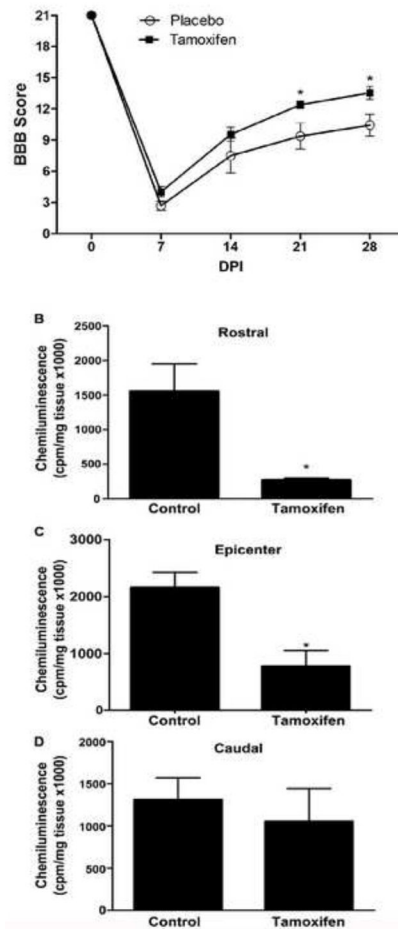 21
18
15
12
9
6
3
0
BBB Score
Placebo
Tamoxifen
*
*
0 7 14 21 28
DPI
B
Rostral
2500
2000
1500
1000
500
0
Chemiluminescence
(cpm/mg tissue x1000)
*
Control Tamoxifen
C
Epicenter
3000
2000
1000
0
Chemiluminescence
(cpm/mg tissue x1000)
*
Control Tamoxifen
D
Caudal
2000
1500
1000
500
0
Chemiluminescence
(cpm/mg tissue x1000)
Control Tamoxifen